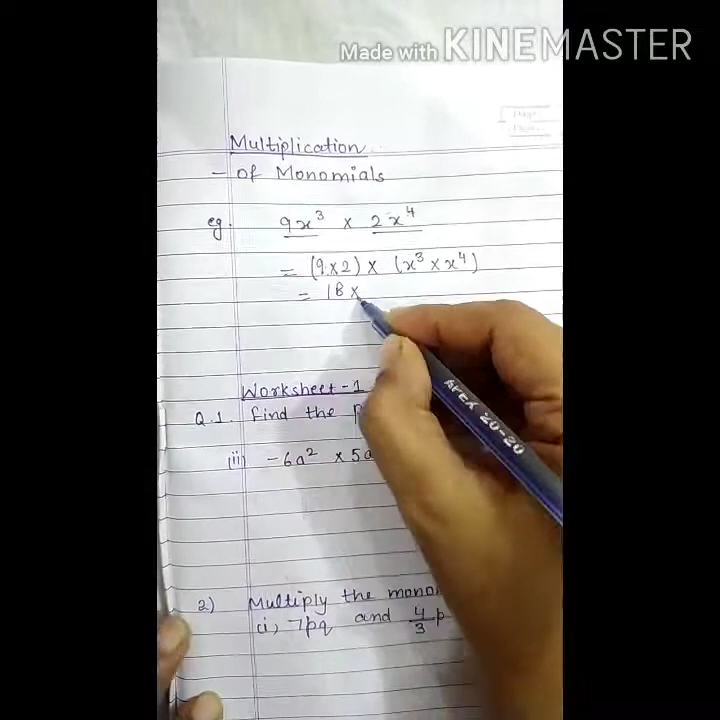 Made with KINEMASTER
Multiplication
- of Monomials
eg. 9x³ × 2x⁴
= (9×2) × (x³ × x⁴)
= 18 ×
Worksheet-1
Q.1. Find the
(ii) -6a² × 5a
2) Multiply the
(i) 7pq and 4/3 p
APEX 20-20